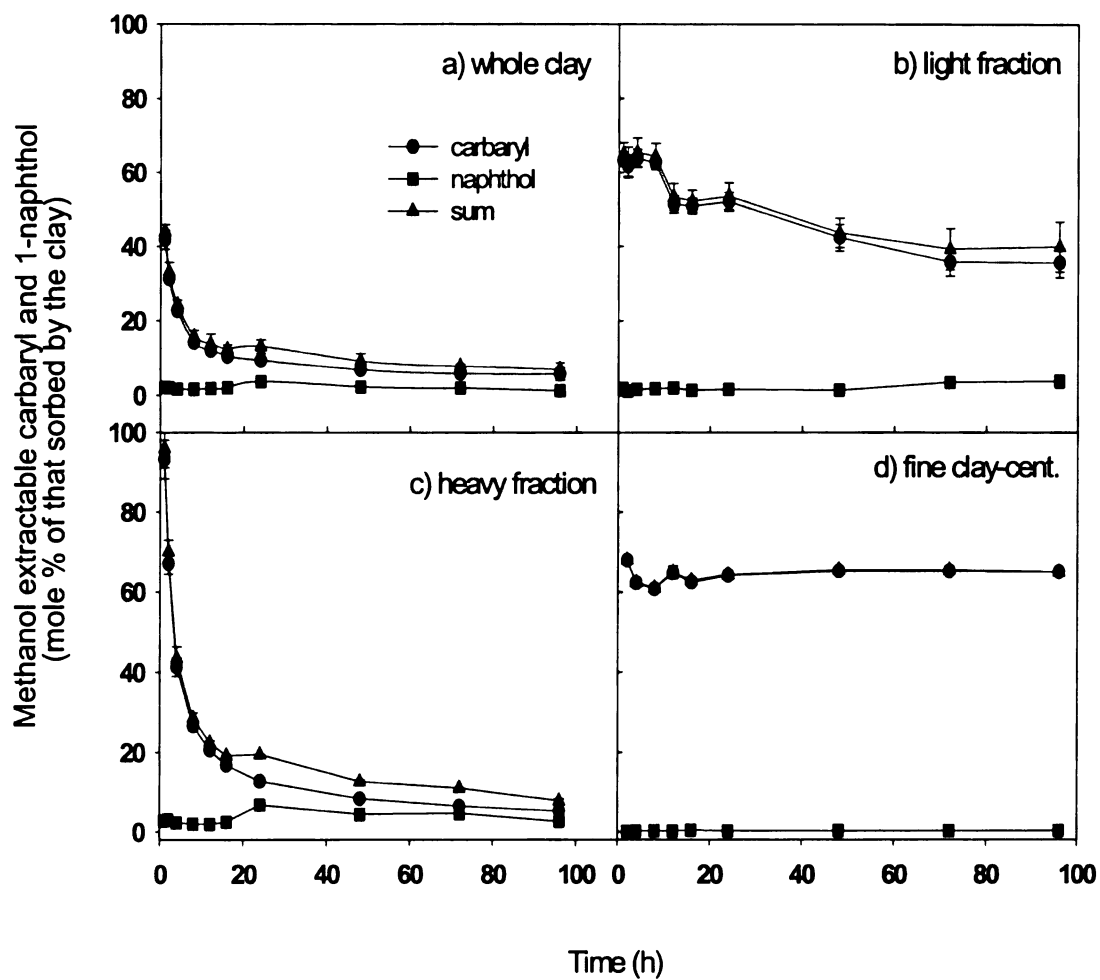 Methanol extractable carbaryl and 1-naphthol
(mole % of that sorbed by the clay)
100
80
60
40
20
0
a) whole clay
carbaryl
naphthol
sum
b) light fraction
100
80
60
40
20
0
c) heavy fraction
d) fine clay-cent.
0 20 40 60 80 100
0 20 40 60 80 100
Time (h)